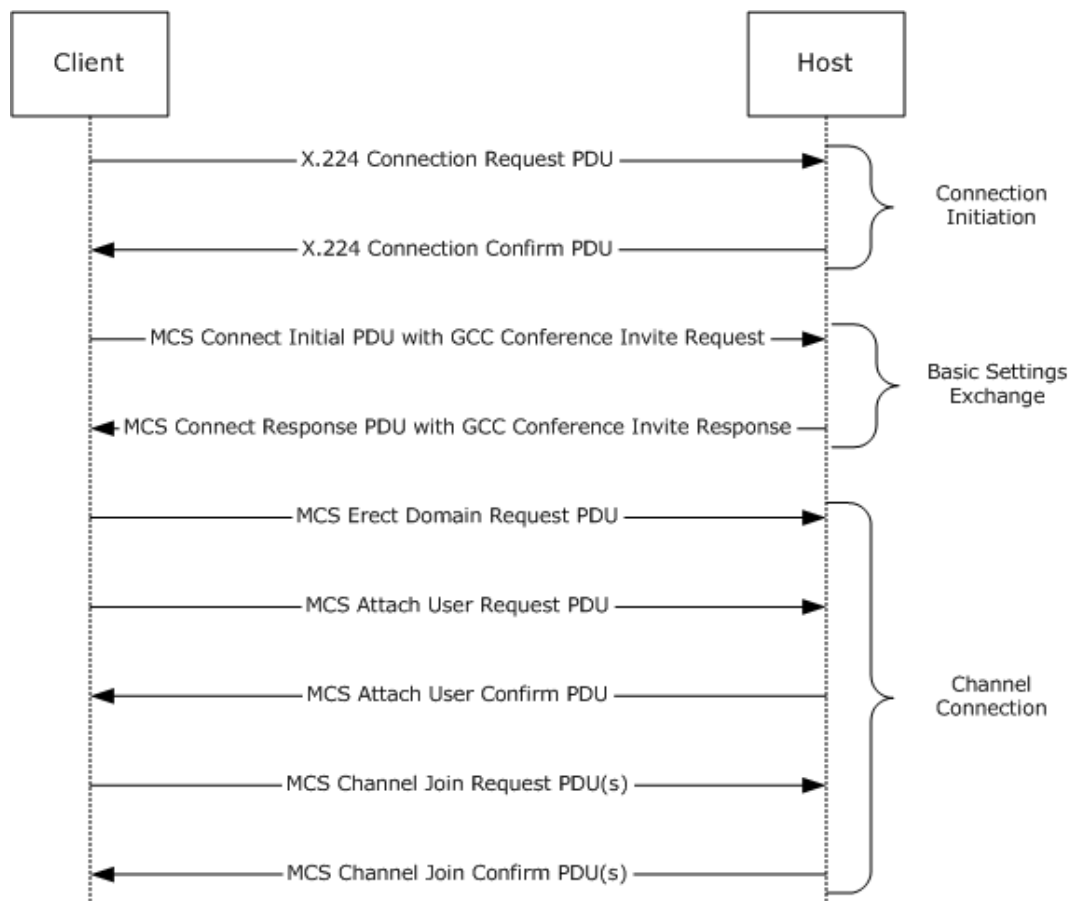 Client
Host
X.224 Connection Request PDU
Connection
Initiation
X.224 Connection Confirm PDU
MCS Connect Initial PDU with GCC Conference Invite Request
Basic Settings
Exchange
MCS Connect Response PDU with GCC Conference Invite Response
MCS Erect Domain Request PDU
MCS Attach User Request PDU
MCS Attach User Confirm PDU
Channel
Connection
MCS Channel Join Request PDU(s)
MCS Channel Join Confirm PDU(s)